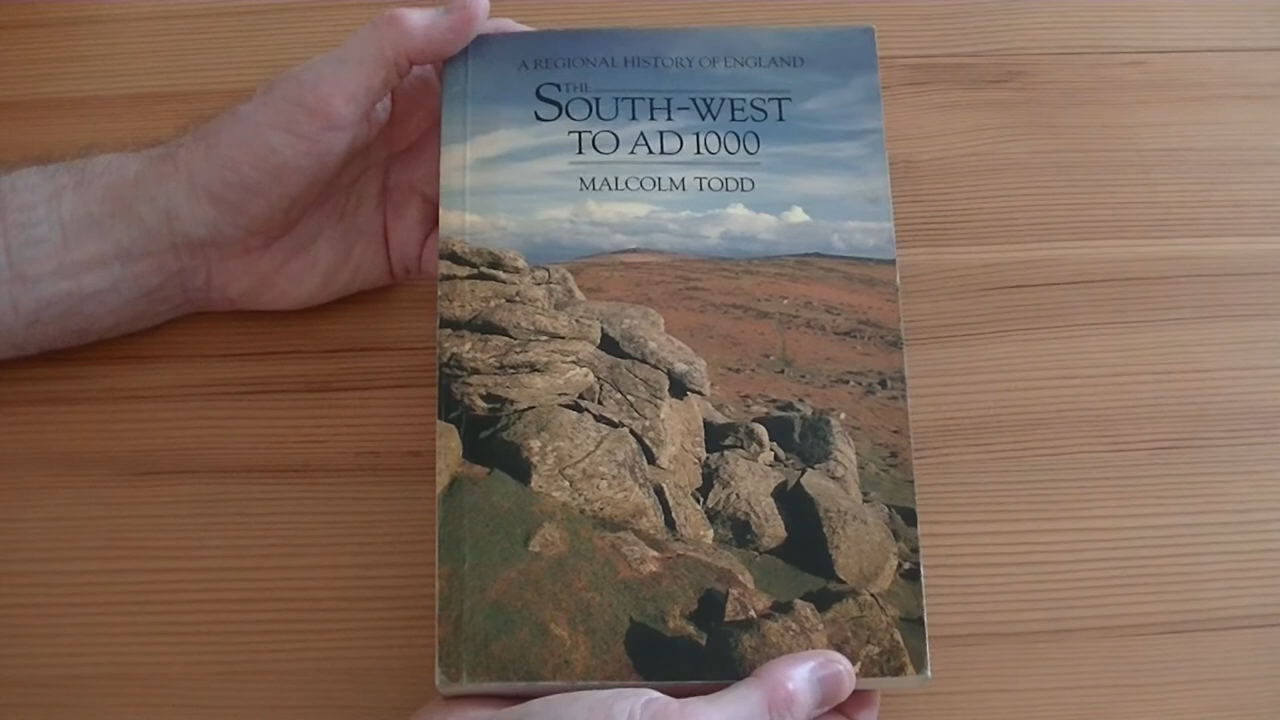 A REGIONAL HISTORY OF ENGLAND
THE
SOUTH-WEST
TO AD 1000
MALCOLM TODD